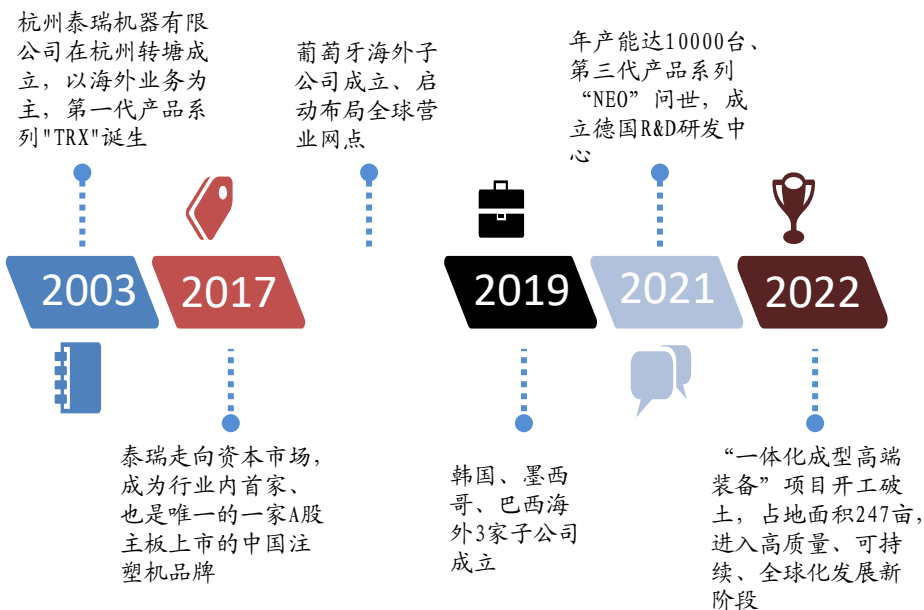 杭州泰瑞机器有限
公司在杭州转塘成
立，以海外业务为
主，第一代产品系
列"TRX"诞生
葡萄牙海外子
公司成立、启
动布局全球营
业网点
年产能达10000台、
第三代产品系列
“NEO”问世，成
立德国R&D研发中
心
2003
2017
2019
2021
2022
泰瑞走向资本市场，
成为行业内首家、
也是唯一的一家A股
主板上市的中国注
塑机品牌
韩国、墨西
哥、巴西海
外3家子公司
成立
“一体化成型高端
装备”项目开工破
土，占地面积247亩，
进入高质量、可持
续、全球化发展新
阶段